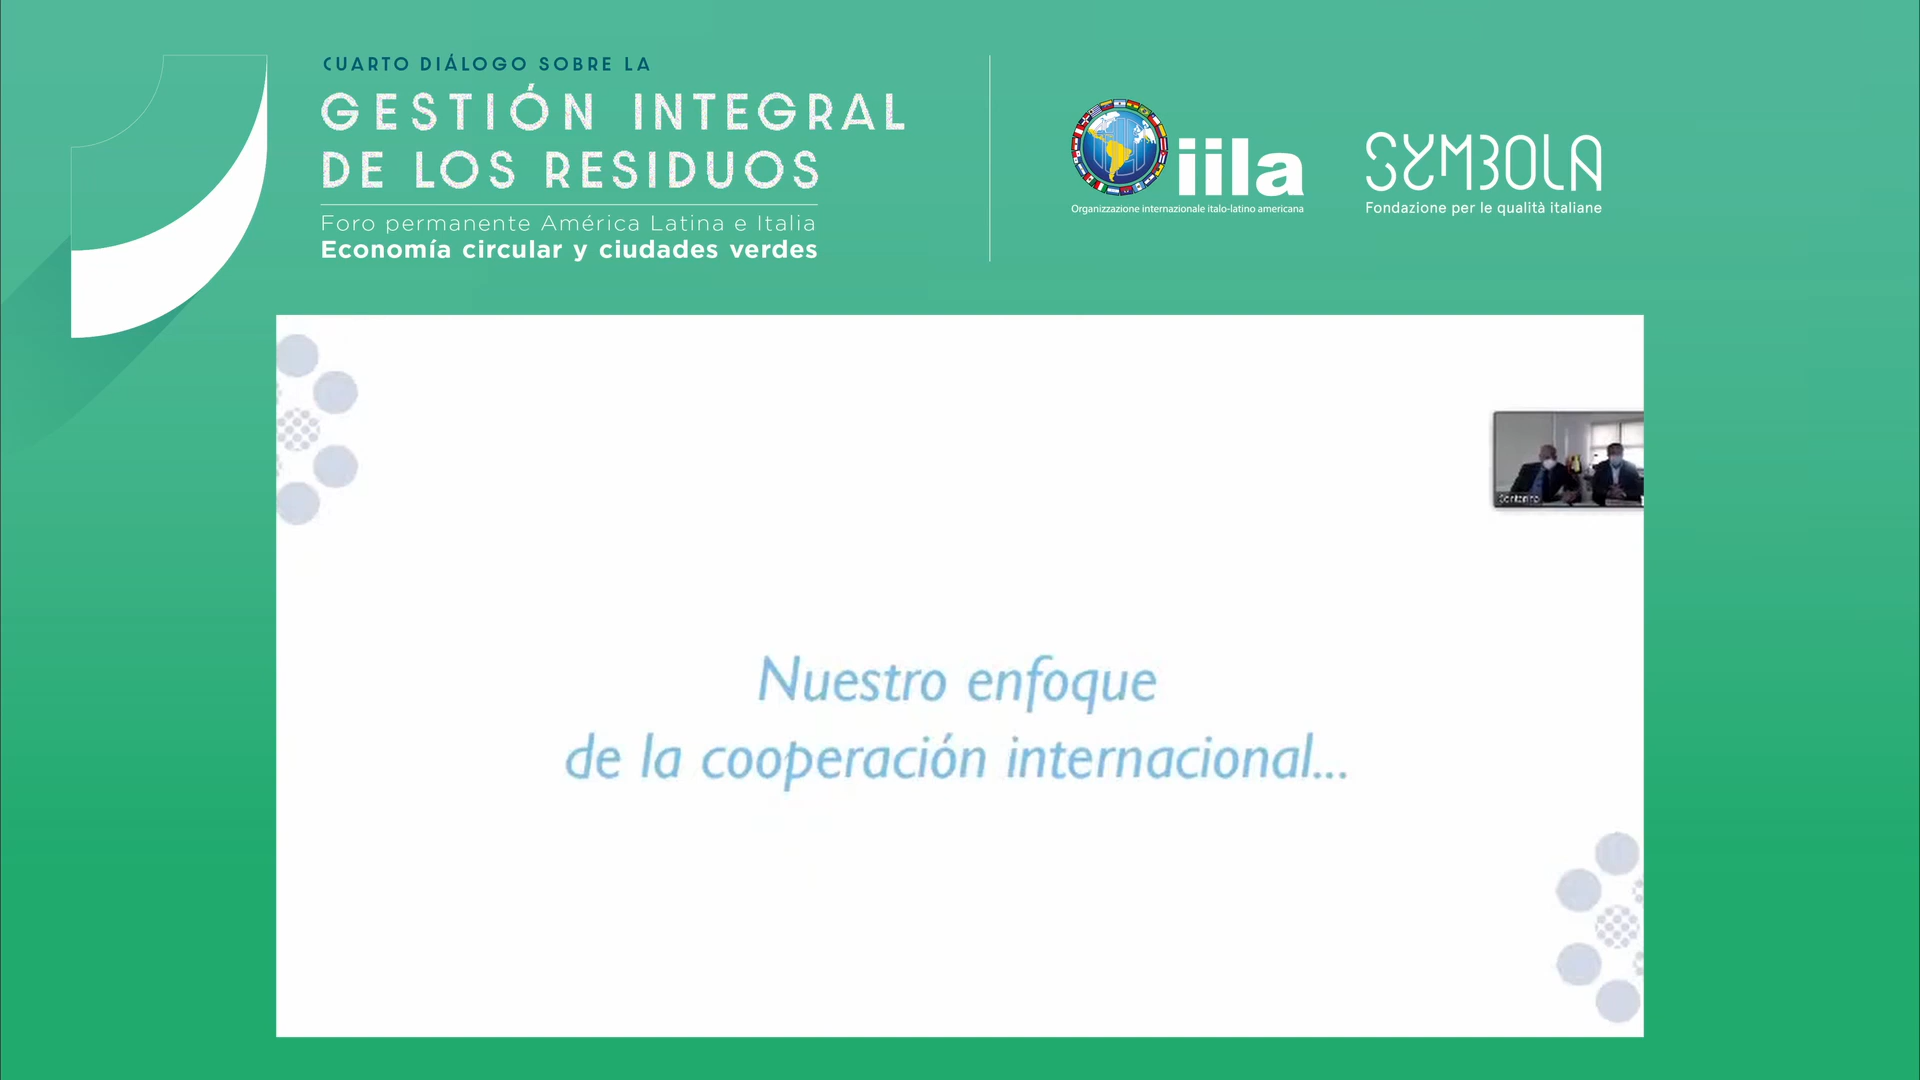 CUARTO DIÁLOGO SOBRE LA
GESTIÓN INTEGRAL
DE LOS RESIDUOS
Foro permanente América Latina e Italia
Economía circular y ciudades verdes
iila
Organizzazione internazionale italo-latino americana
SYMBOLA
Fondazione per le qualità italiane
Nuestro enfoque
de la cooperación internacional...